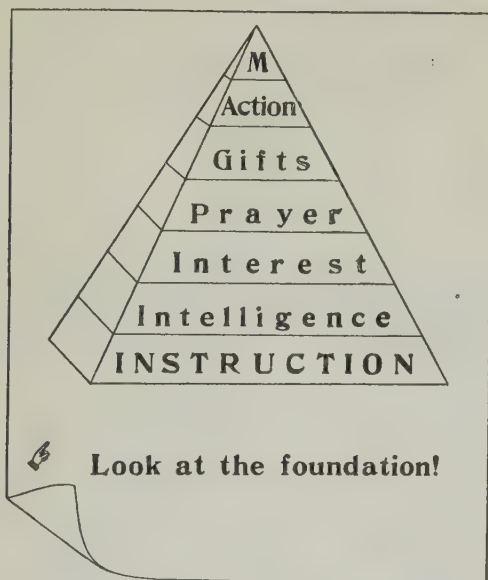 M
Action
Gifts
Prayer
Interest
Intelligence
INSTRUCTION
Look at the foundation!